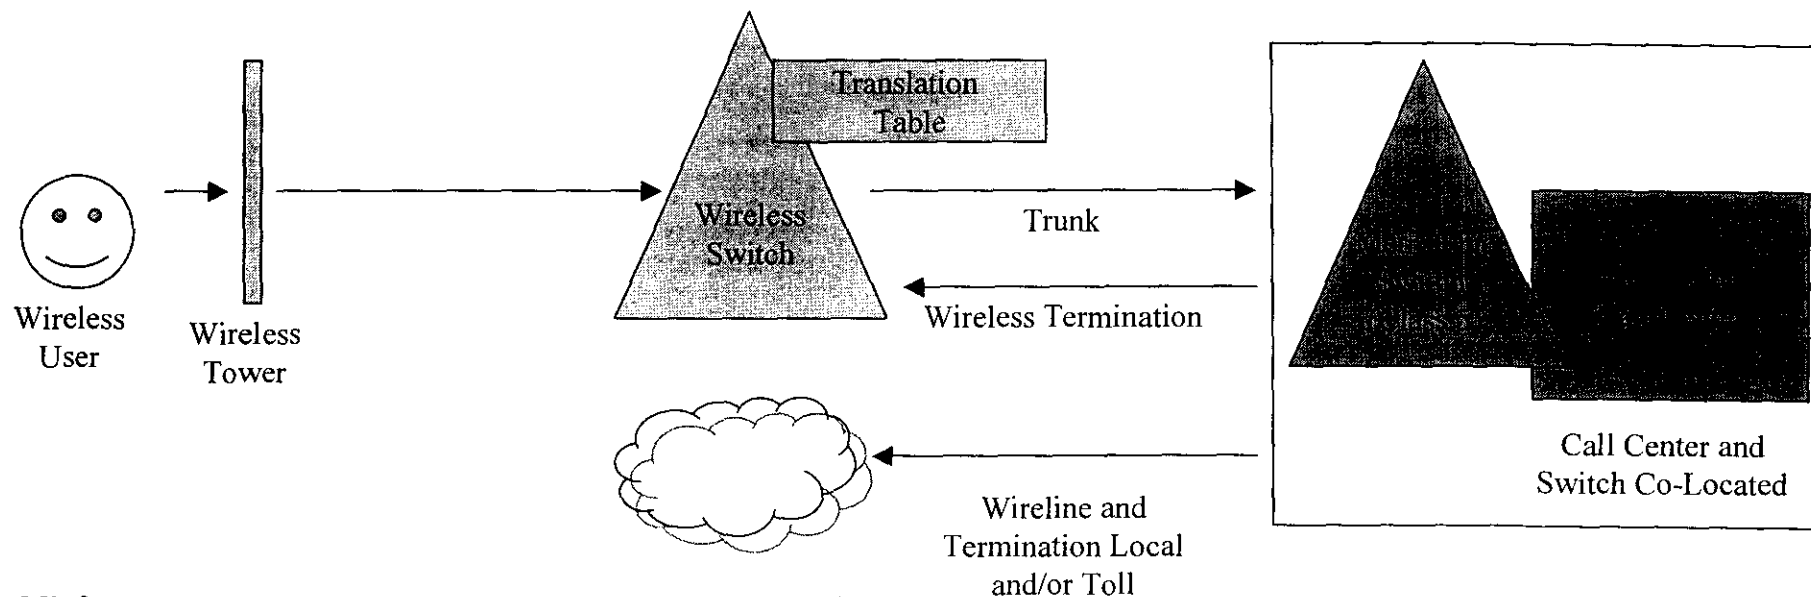 Translation
Table
Wireless
Switch
Trunk
Wireless Termination
Wireless
User
Wireless
Tower
Call Center and
Switch Co-Located
Wireline and
Termination Local
and/or Toll